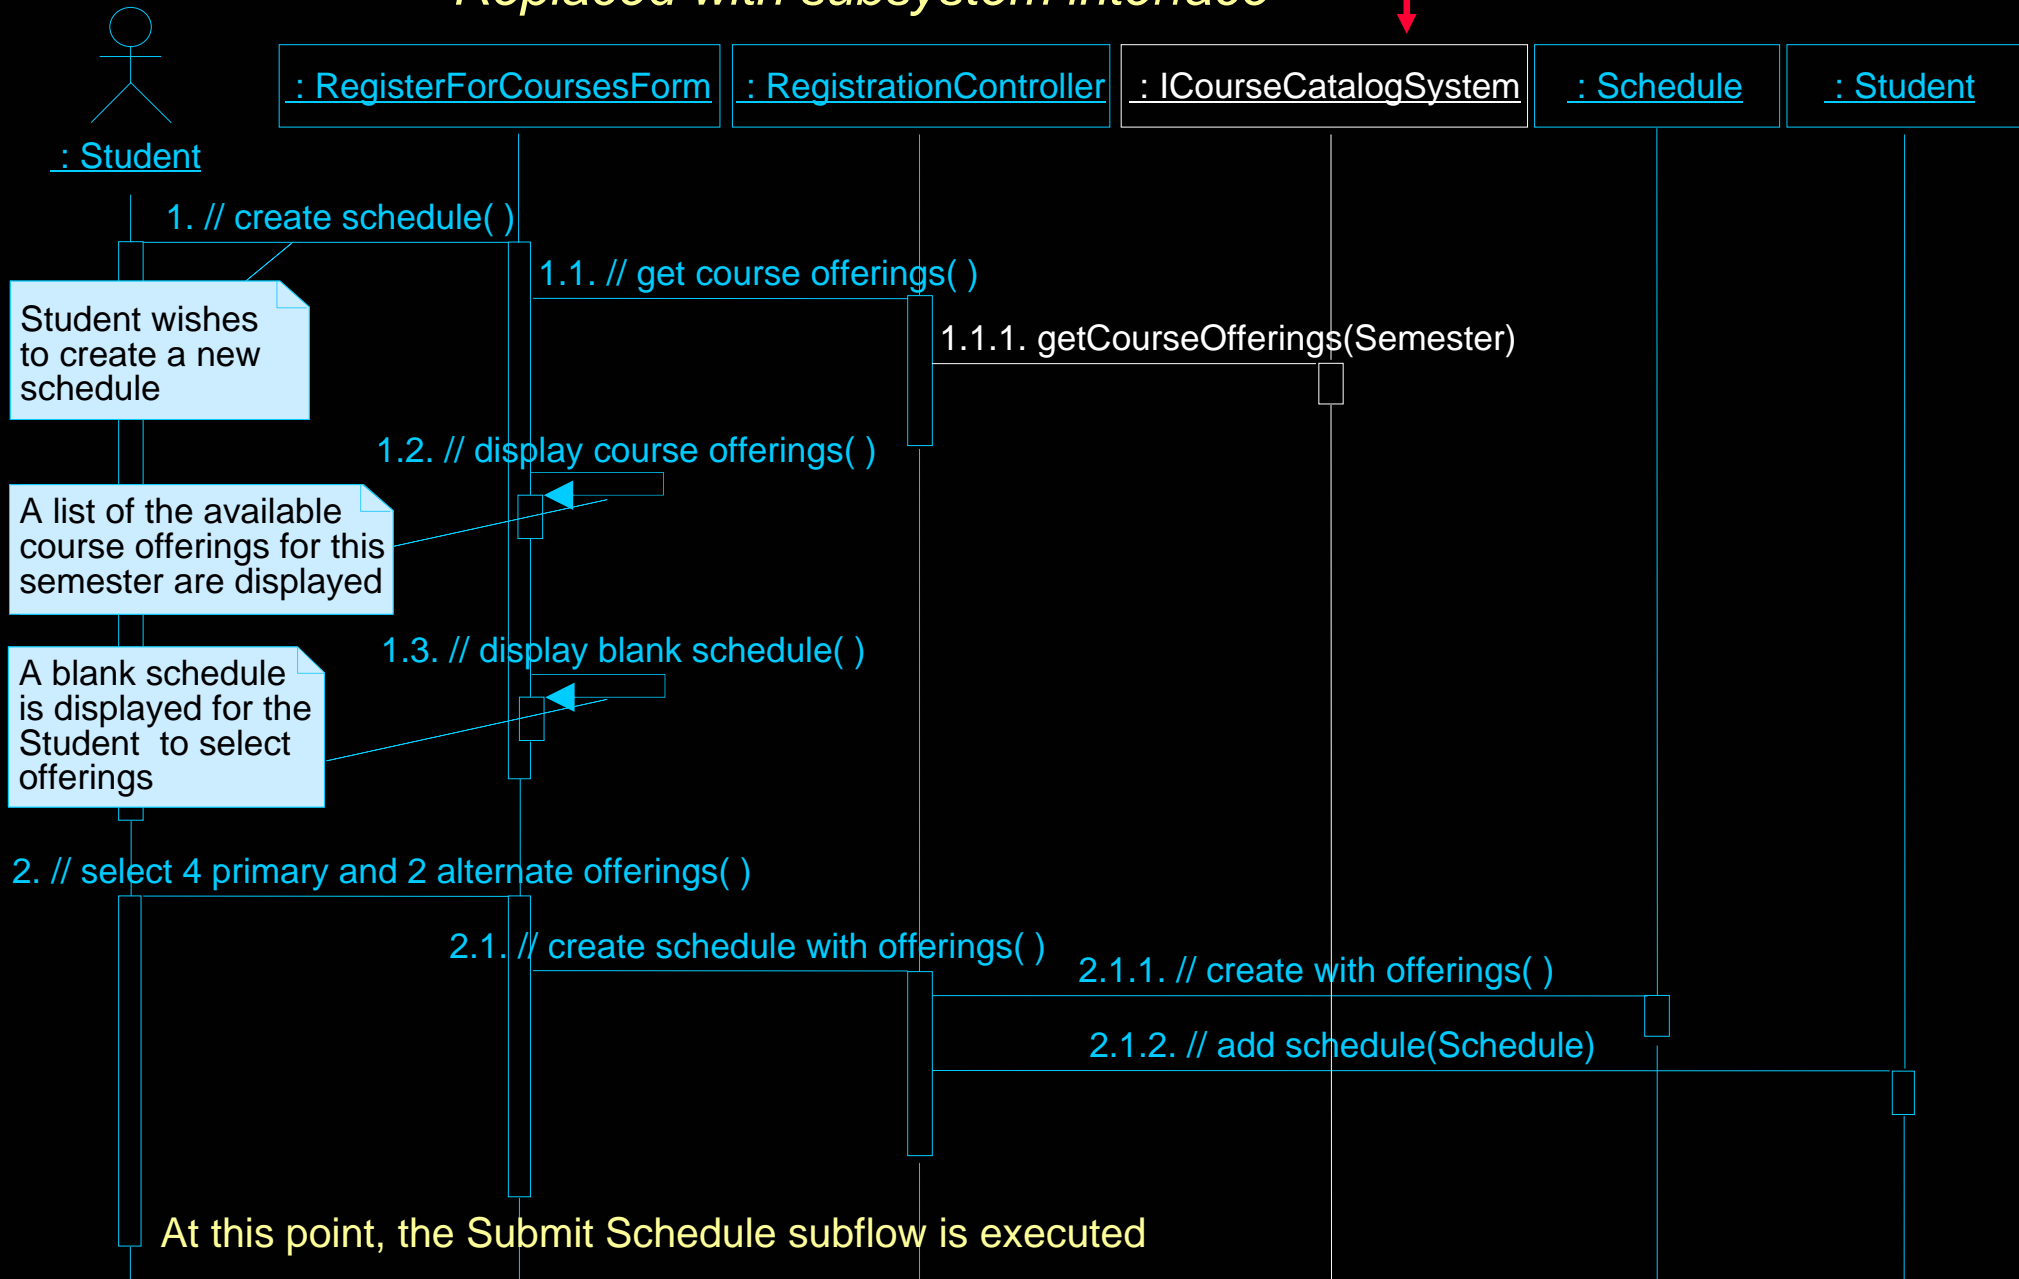 Replaced with subsystem interface
: RegisterForCoursesForm
: RegistrationController
: ICourseCatalogSystem
: Schedule
: Student
: Student
1. // create schedule( )
1.1. // get course offerings( )
Student wishes
to create a new
schedule
1.1.1. getCourseOfferings(Semester)
1.2. // display course offerings( )
A list of the available
course offerings for this
semester are displayed
1.3. // display blank schedule( )
A blank schedule
is displayed for the
Student  to select
offerings
2. // select 4 primary and 2 alternate offerings( )
2.1. // create schedule with offerings( )
2.1.1. // create with offerings( )
2.1.2. // add schedule(Schedule)
At this point, the Submit Schedule subflow is executed